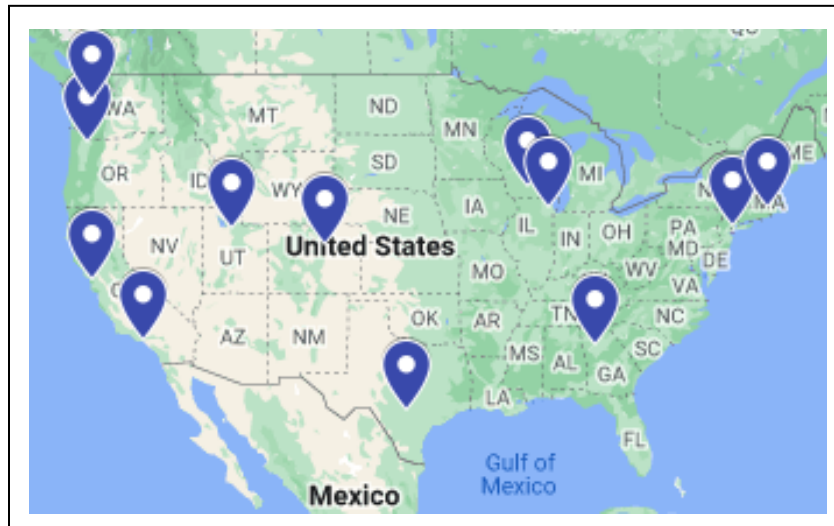 QC
WA
MT
ND
MN
ME
OR
ID
SD
WY
MI
N
MA
IA
NE
IL
IN
OH
PA
NV
UT
United States
MD
DE
MO
WV
VA
C
OK
AR
TN
NC
AZ
NM
MS
AL
SC
GA
LA
FL
Gulf of
Mexico
Mexico